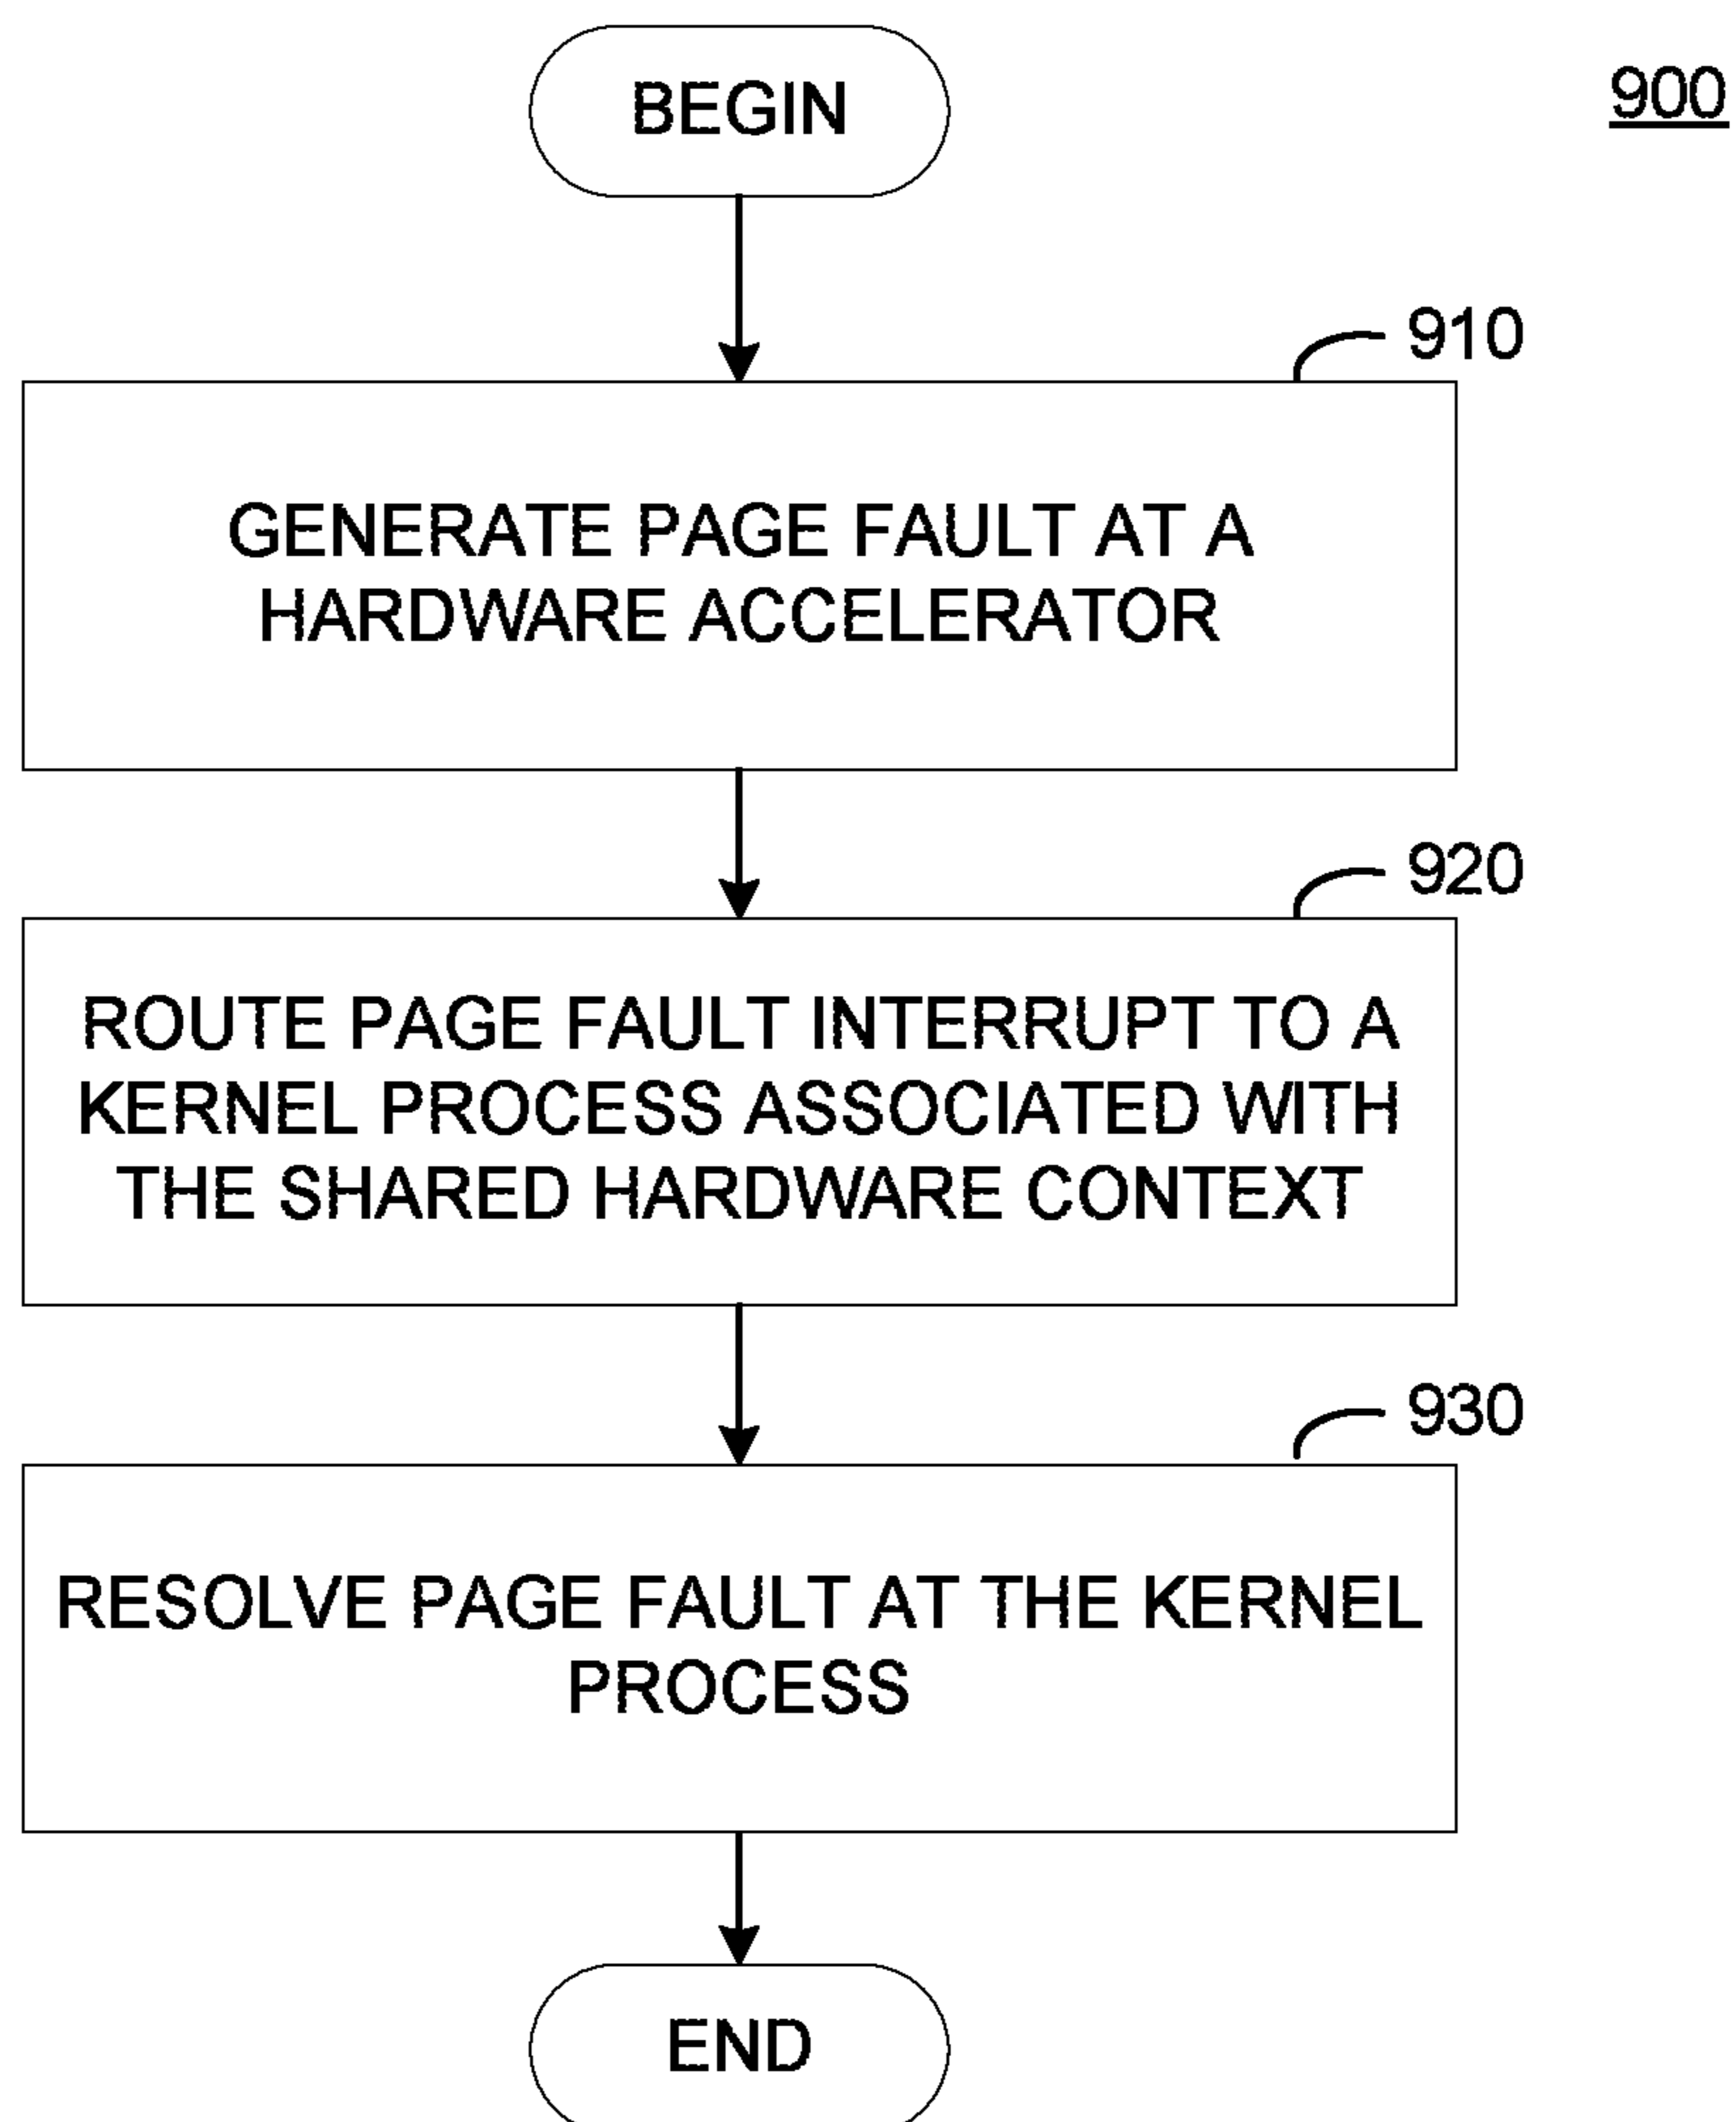 BEGIN
900
910
GENERATE PAGE FAULT AT A
HARDWARE ACCELERATOR
920
ROUTE PAGE FAULT INTERRUPT TO A
KERNEL PROCESS ASSOCIATED WITH
THE SHARED HARDWARE CONTEXT
930
RESOLVE PAGE FAULT AT THE KERNEL
PROCESS
END